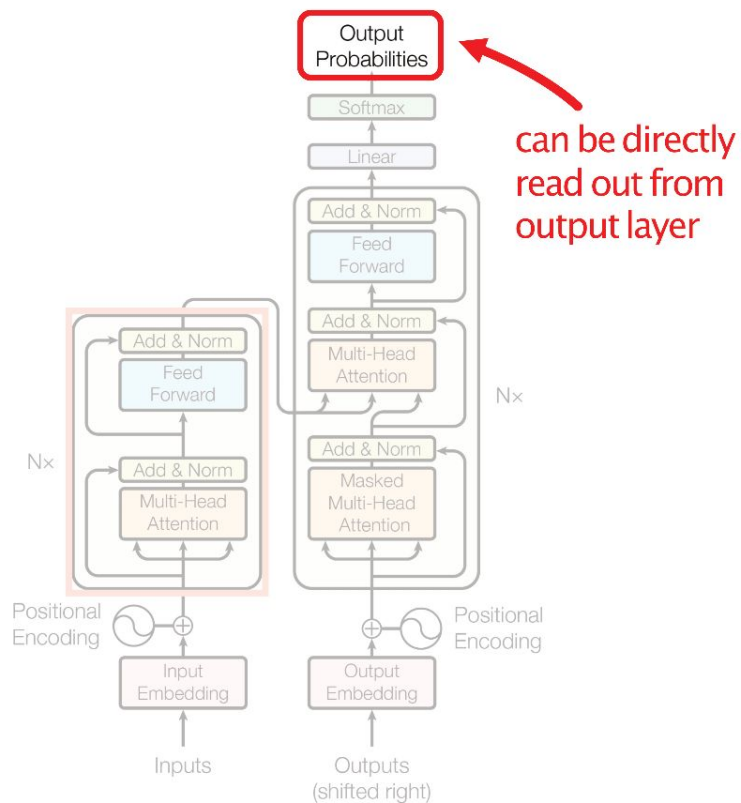 Output
Probabilities
can be directly
read out from
output layer
Softmax
Linear
Add & Norm
Feed
Forward
Add & Norm
Multi-Head
Attention
Add & Norm
Masked
Multi-Head
Attention
N×
Positional
Encoding
Output
Embedding
Outputs
(shifted right)
Add & Norm
Feed
Forward
N×
Add & Norm
Multi-Head
Attention
Positional
Encoding
Input
Embedding
Inputs